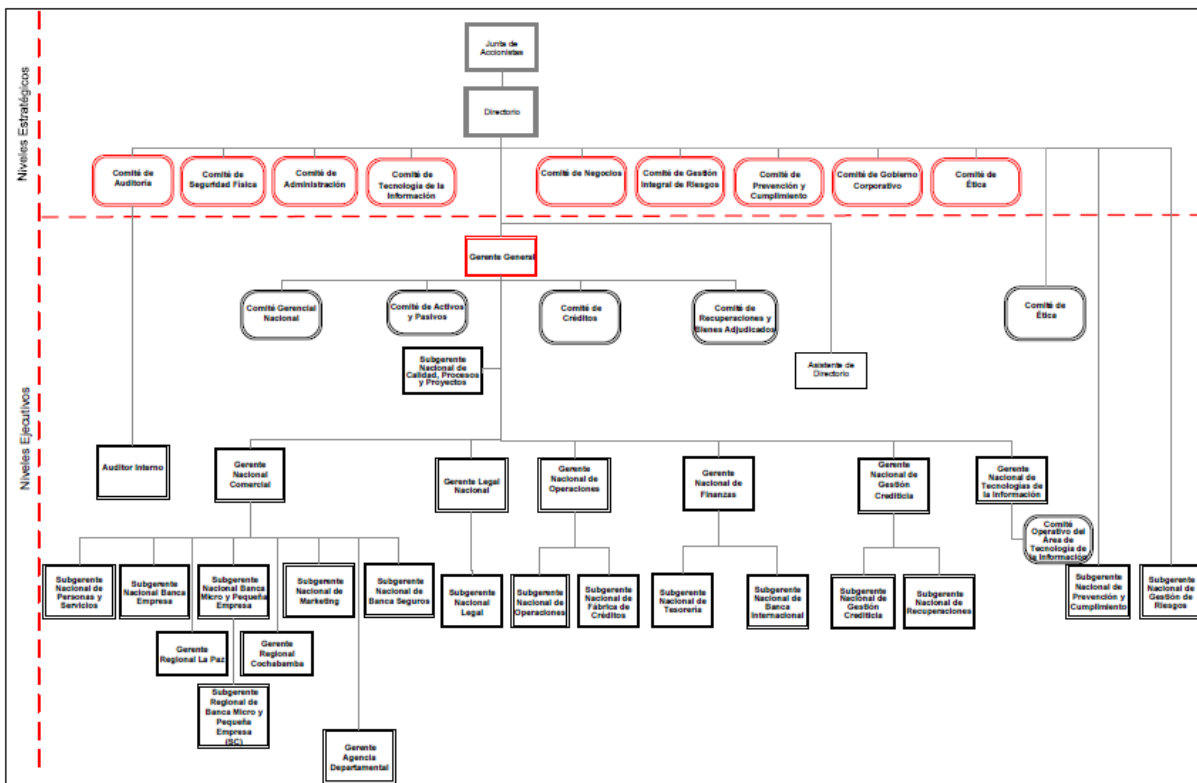 Niveles Estratégicos
Junta de
Accionistas
Directorio
Comité de
Auditoria
Comité de
Seguridad Física
Comité de
Administración
Comité de
Tecnología de la
Información
Comité de Negocios
Comité de Gestión
Integral de Riesgos
Comité de
Prevención y
Cumplimiento
Comité de Gobierno
Corporativo
Comité de
Ética
Niveles Ejecutivos
Gerente General
Comité Gerencial
Nacional
Comité de Activos
y Pasivos
Comité de
Créditos
Comité de
Recuperaciones y
Bienes Adjudicados
Comité de
Ética
Subgerente
Nacional de
Calidad, Procesos
y Proyectos
Asistente de
Directorio
Auditor Interno
Gerente
Nacional
Comercial
Gerente Legal
Nacional
Gerente
Nacional de
Operaciones
Gerente
Nacional de
Finanzas
Gerente
Nacional de
Gestión
Crediticia
Gerente
Nacional de
Tecnologías de
la Información
Comité
Operativo del
Área de
Tecnología de
la Información
Subgerente
Nacional de
Personas y
Servicios
Subgerente
Nacional Banca
Empresa
Subgerente
Nacional Banca
Micro y Pequeña
Empresa
Subgerente
Nacional de
Marketing
Subgerente
Nacional de
Banca Seguros
Subgerente
Nacional
Legal
Subgerente
Nacional de
Operaciones
Subgerente
Nacional de
Fábrica de
Créditos
Subgerente
Nacional de
Tesorería
Subgerente
Nacional de
Banca
Internacional
Subgerente
Nacional de
Gestión
Crediticia
Subgerente
Nacional de
Recuperaciones
Subgerente
Nacional de
Prevención y
Cumplimiento
Subgerente
Nacional de
Gestión de
Riesgos
Gerente
Regional La Paz
Gerente
Regional
Cochabamba
Subgerente
Regional de
Banca Micro y
Pequeña
Empresa
(SC)
Gerente
Agencia
Departamental